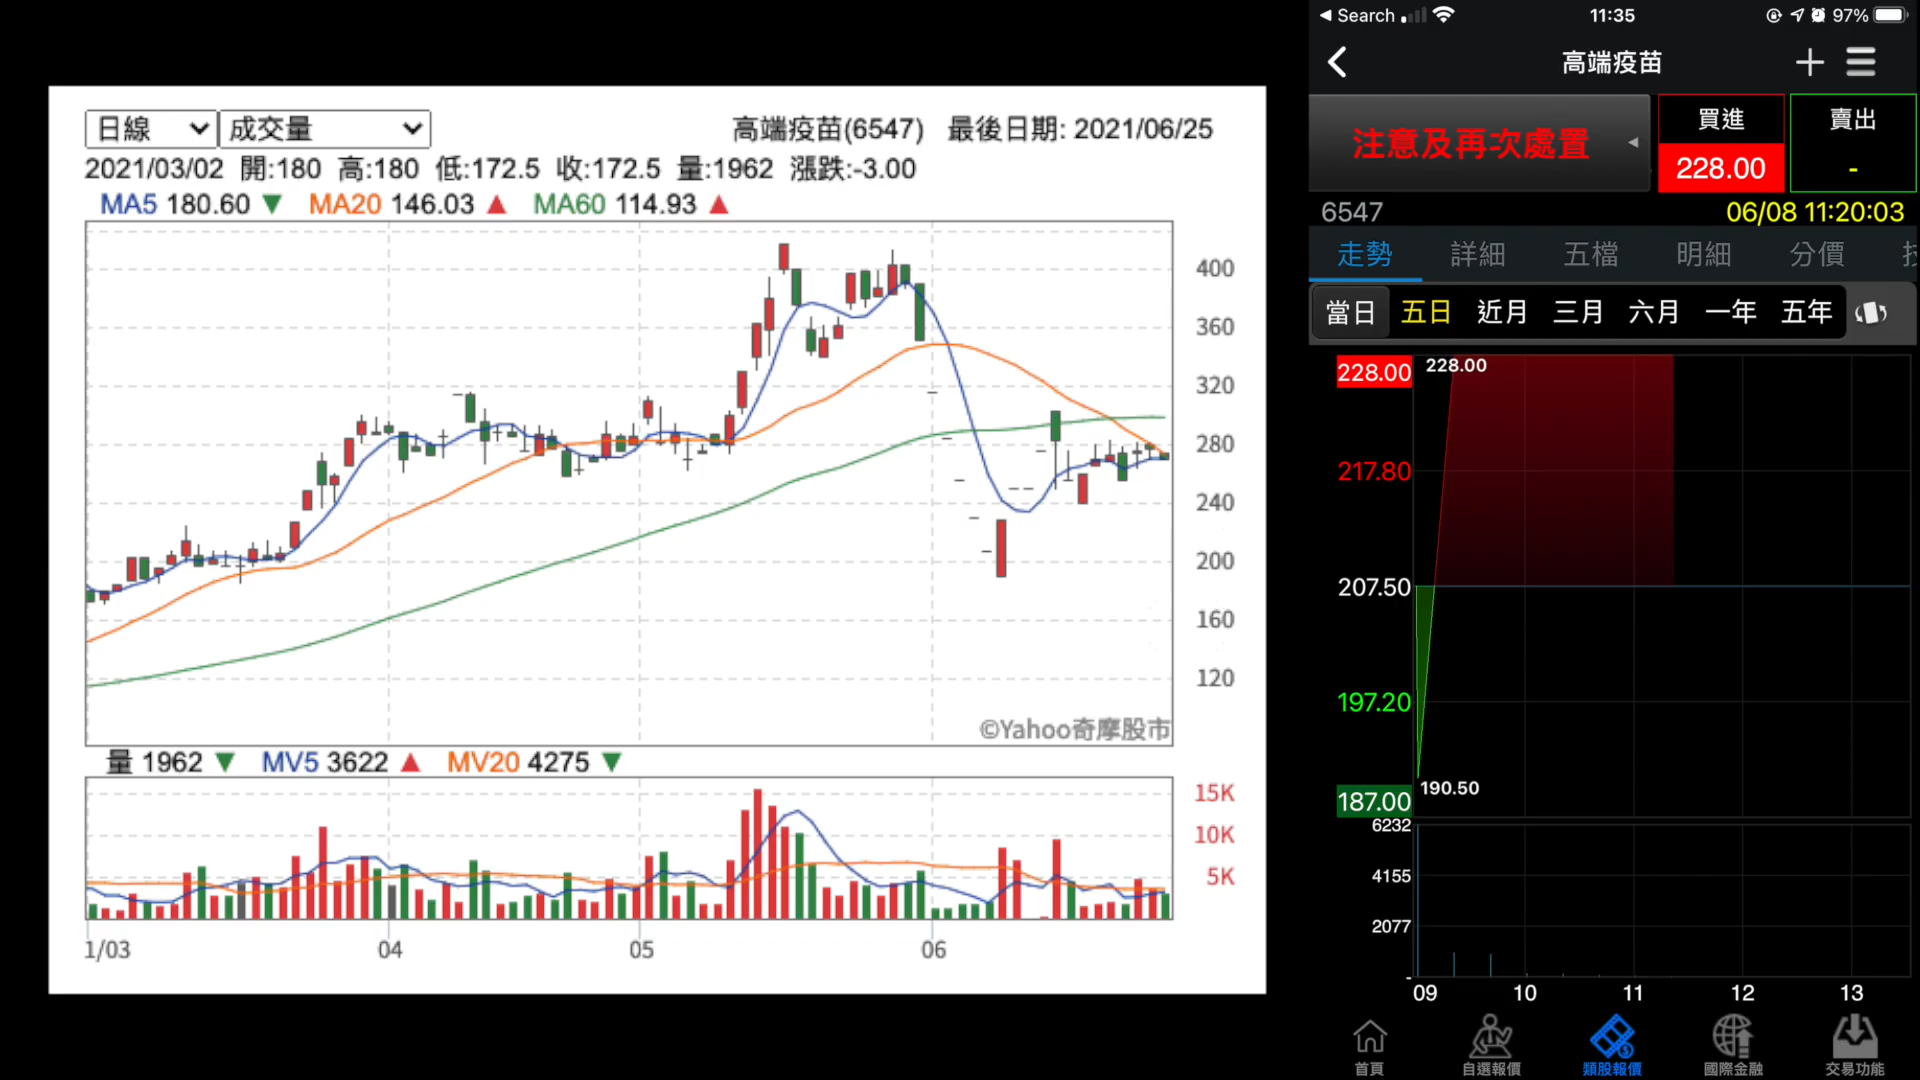 日線 成交量 高端疫苗(6547) 最後日期: 2021/06/25
2021/03/02 開:180 高:180 低:172.5 收:172.5 量:1962 漲跌:-3.00
MA5 180.60 ▼ MA20 146.03 ▲ MA60 114.93 ▲
400
360
320
280
240
200
160
120
©Yahoo奇摩股市
量 1962 ▼ MV5 3622 ▲ MV20 4275 ▼
15K
10K
5K
1/03 04 05 06
Search 11:35 97%
高端疫苗
注意及再次處置
買進 賣出
228.00 -
6547 06/08 11:20:03
走勢 詳細 五檔 明細 分價
當日 五日 近月 三月 六月 一年 五年
228.00 228.00
217.80
207.50
197.20
190.50
187.00
6232
4155
2077
-
09 10 11 12 13
首頁 自選報價 類股報價 國際金融 交易功能